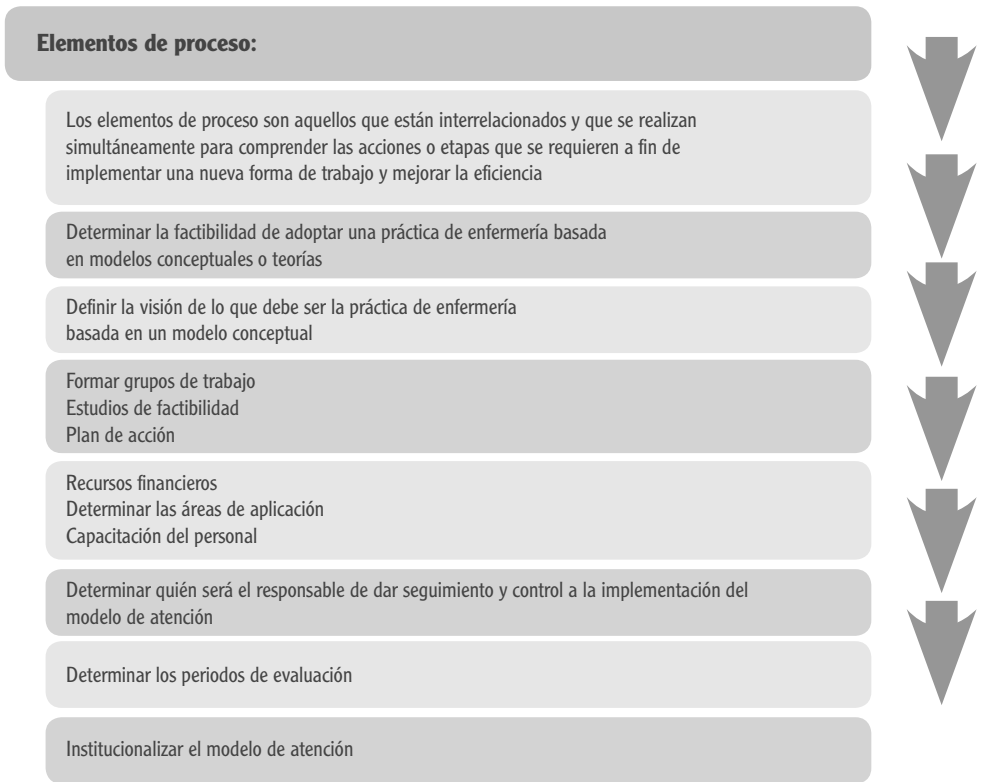 Elementos de proceso:
Los elementos de proceso son aquellos que están interrelacionados y que se realizan
simultáneamente para comprender las acciones o etapas que se requieren a fin de
implementar una nueva forma de trabajo y mejorar la eficiencia
Determinar la factibilidad de adoptar una práctica de enfermería basada
en modelos conceptuales o teorías
Definir la visión de lo que debe ser la práctica de enfermería
basada en un modelo conceptual
Formar grupos de trabajo
Estudios de factibilidad
Plan de acción
Recursos financieros
Determinar las áreas de aplicación
Capacitación del personal
Determinar quién será el responsable de dar seguimiento y control a la implementación del
modelo de atención
Determinar los periodos de evaluación
Institucionalizar el modelo de atención